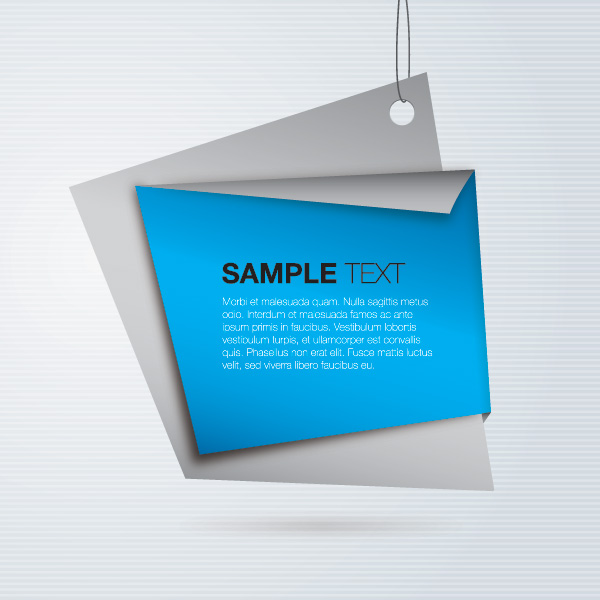 SAMPLE TEXT
Morbi et malesuada quam. Nulla sagittis metus
odio. Interdum et malesuada fames ac ante
ipsum primis in faucibus. Vestibulum lobortis
vestibulum turpis, et ullamcorper est convallis
quis. Phasellus non erat elit. Fusce mattis luctus
velit, sed viverra libero faucibus eu.